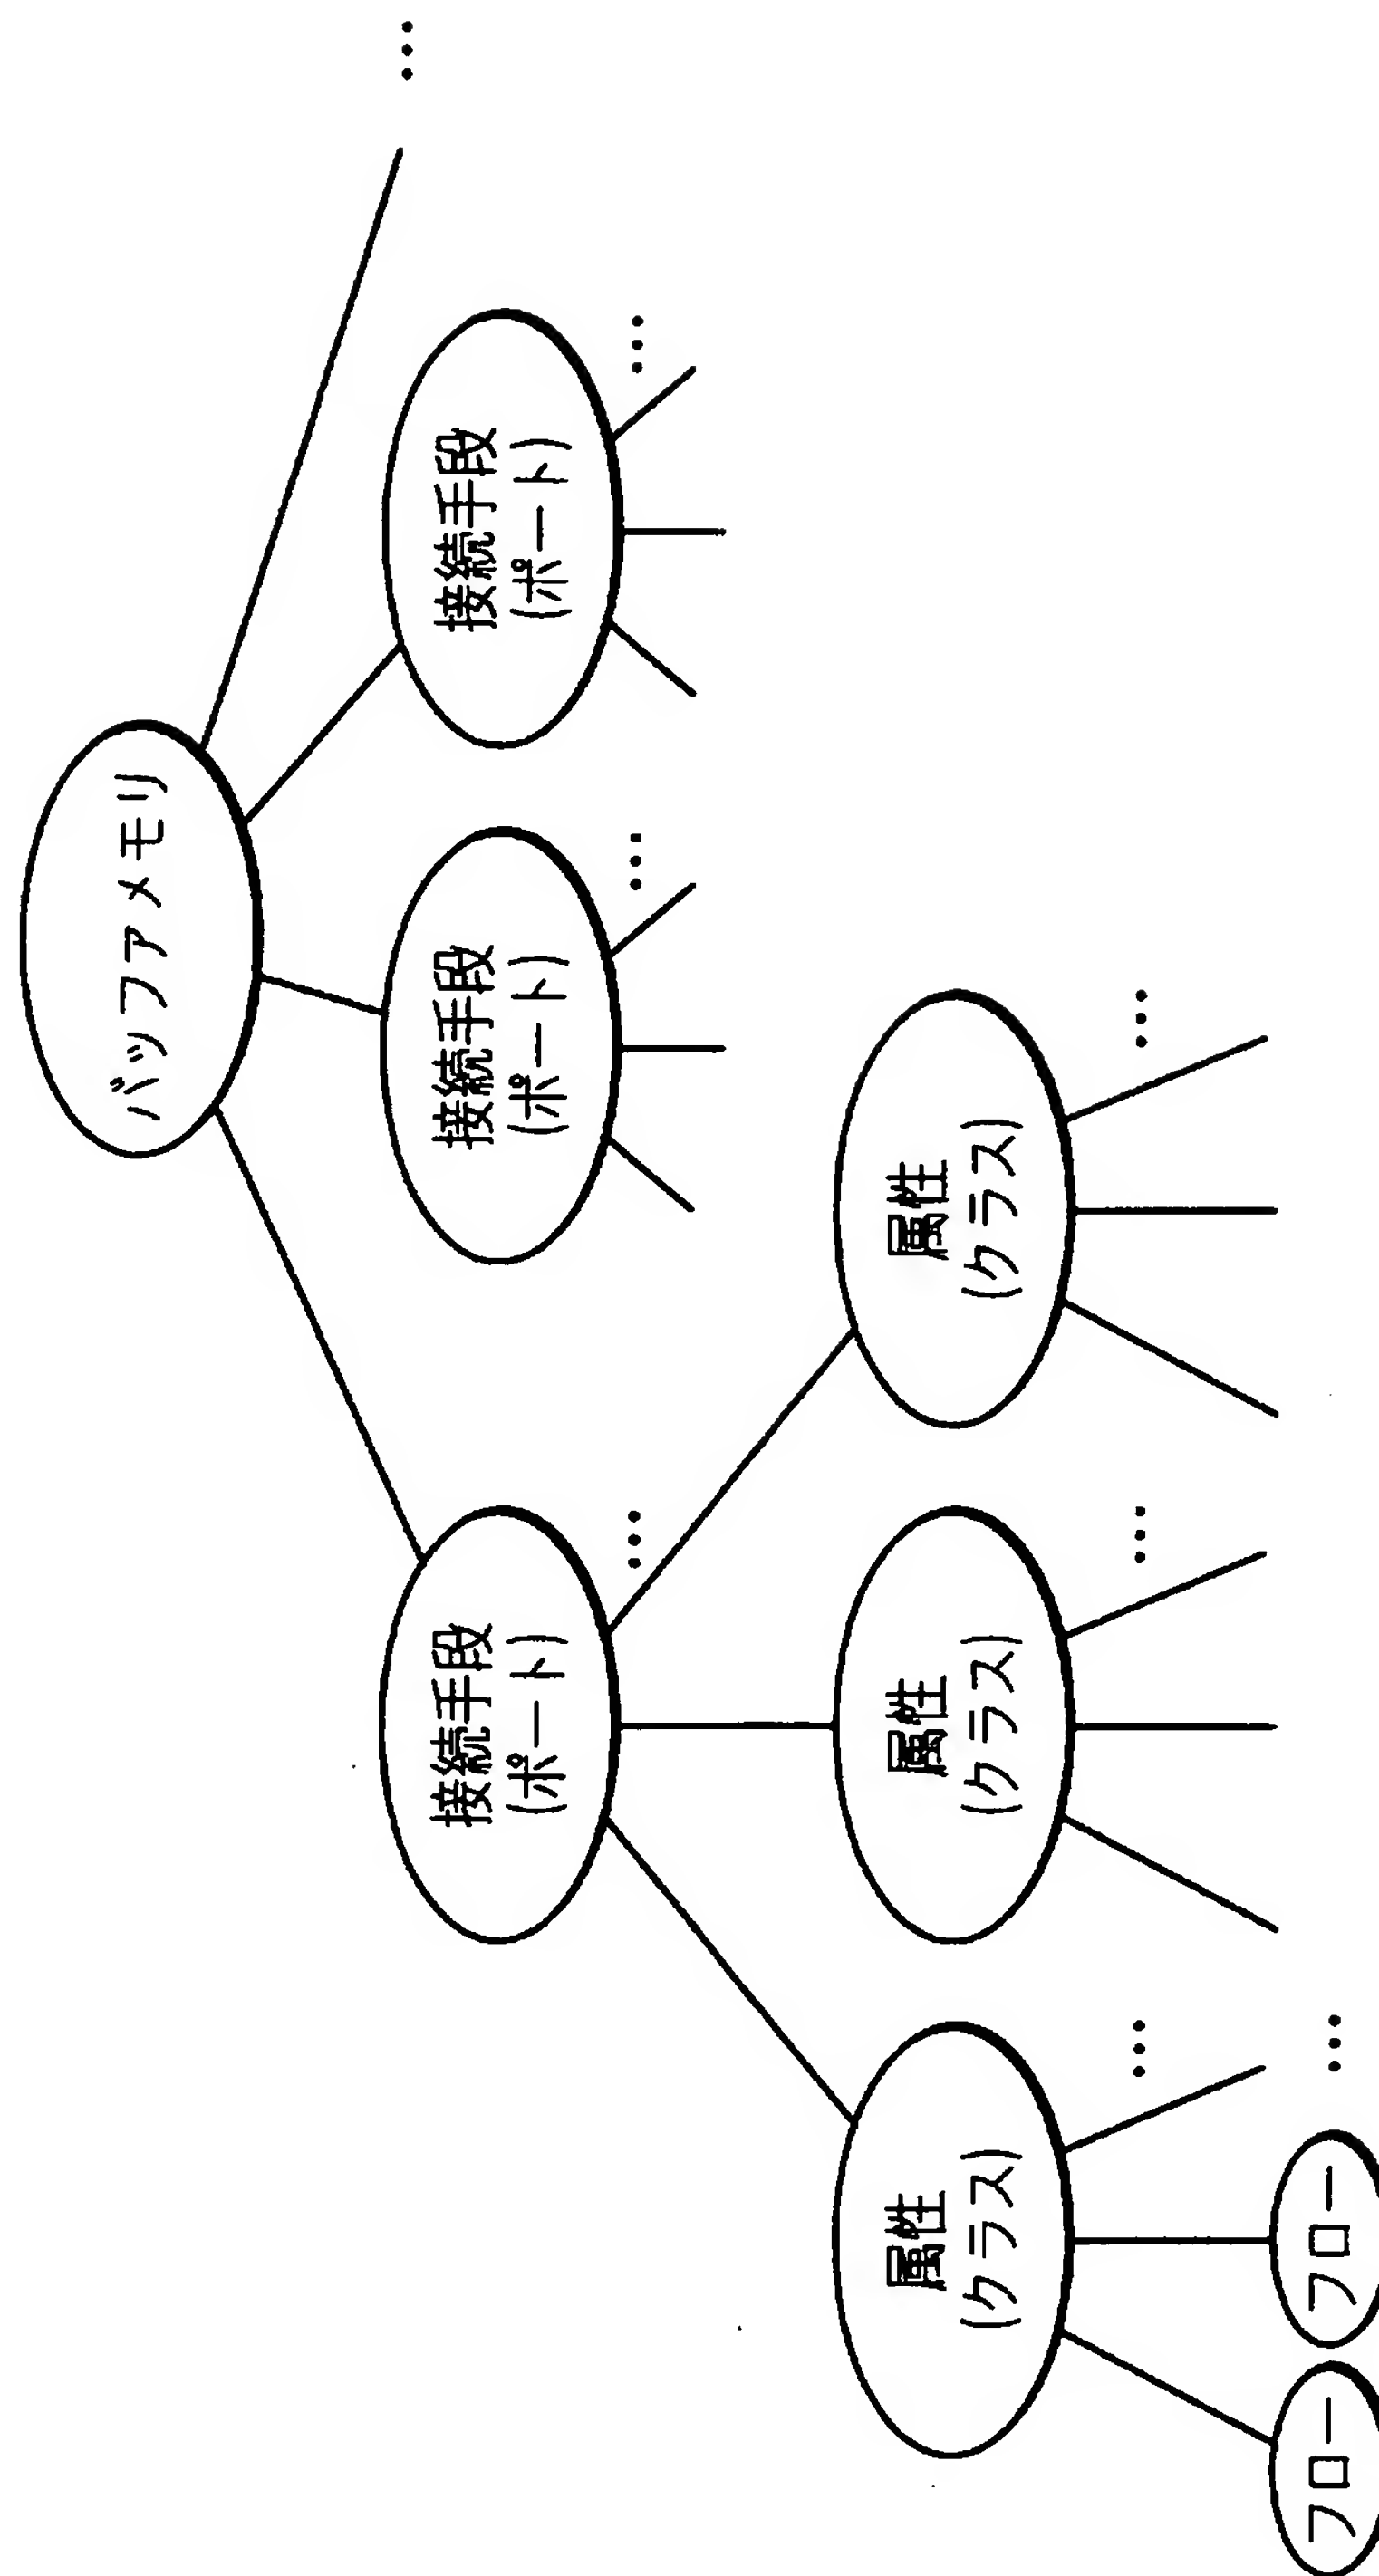 バッファメモリ
…
接続手段
(ポート)
…
接続手段
(ポート)
…
接続手段
(ポート)
…
属性
(クラス)
…
属性
(クラス)
…
属性
(クラス)
…
フロー
フロー
…